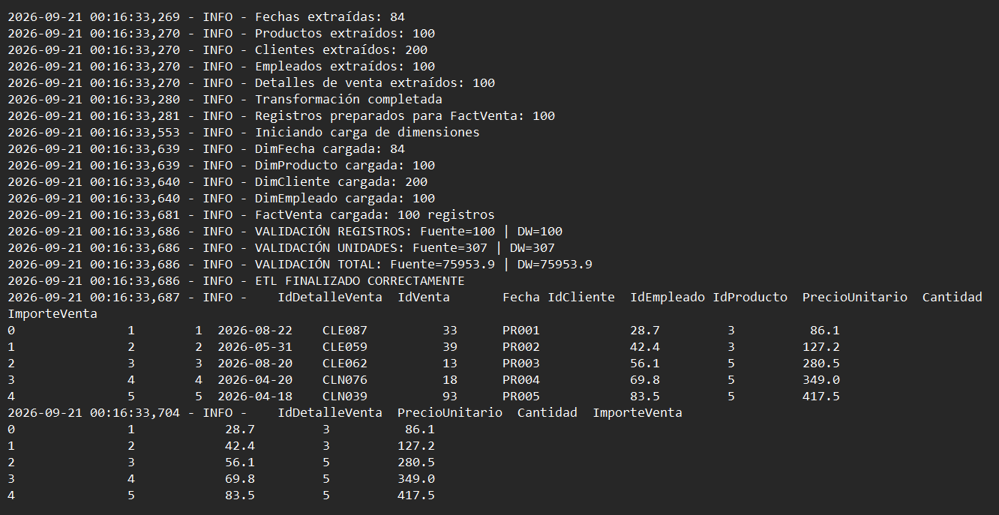 2026-09-21 00:16:33,269 - INFO - Fechas extraídas: 84
2026-09-21 00:16:33,270 - INFO - Productos extraídos: 100
2026-09-21 00:16:33,270 - INFO - Clientes extraídos: 200
2026-09-21 00:16:33,270 - INFO - Empleados extraídos: 100
2026-09-21 00:16:33,270 - INFO - Detalles de venta extraídos: 100
2026-09-21 00:16:33,280 - INFO - Transformación completada
2026-09-21 00:16:33,281 - INFO - Registros preparados para FactVenta: 100
2026-09-21 00:16:33,553 - INFO - Iniciando carga de dimensiones
2026-09-21 00:16:33,639 - INFO - DimFecha cargada: 84
2026-09-21 00:16:33,639 - INFO - DimProducto cargada: 100
2026-09-21 00:16:33,640 - INFO - DimCliente cargada: 200
2026-09-21 00:16:33,640 - INFO - DimEmpleado cargada: 100
2026-09-21 00:16:33,681 - INFO - FactVenta cargada: 100 registros
2026-09-21 00:16:33,686 - INFO - VALIDACIÓN REGISTROS: Fuente=100 | DW=100
2026-09-21 00:16:33,686 - INFO - VALIDACIÓN UNIDADES: Fuente=307 | DW=307
2026-09-21 00:16:33,686 - INFO - VALIDACIÓN TOTAL: Fuente=75953.9 | DW=75953.9
2026-09-21 00:16:33,686 - INFO - ETL FINALIZADO CORRECTAMENTE
2026-09-21 00:16:33,687 - INFO -    IdDetalleVenta  IdVenta       Fecha IdCliente  IdEmpleado IdProducto  PrecioUnitario  Cantidad
ImporteVenta
0               1        1  2026-08-22    CLE087          33      PR001            28.7         3          86.1
1               2        2  2026-05-31    CLE059          39      PR002            42.4         3         127.2
2               3        3  2026-08-20    CLE062          13      PR003            56.1         5         280.5
3               4        4  2026-04-20    CLN076          18      PR004            69.8         5         349.0
4               5        5  2026-04-18    CLN039          93      PR005            83.5         5         417.5
2026-09-21 00:16:33,704 - INFO -    IdDetalleVenta  PrecioUnitario  Cantidad  ImporteVenta
0               1            28.7         3          86.1
1               2            42.4         3         127.2
2               3            56.1         5         280.5
3               4            69.8         5         349.0
4               5            83.5         5         417.5